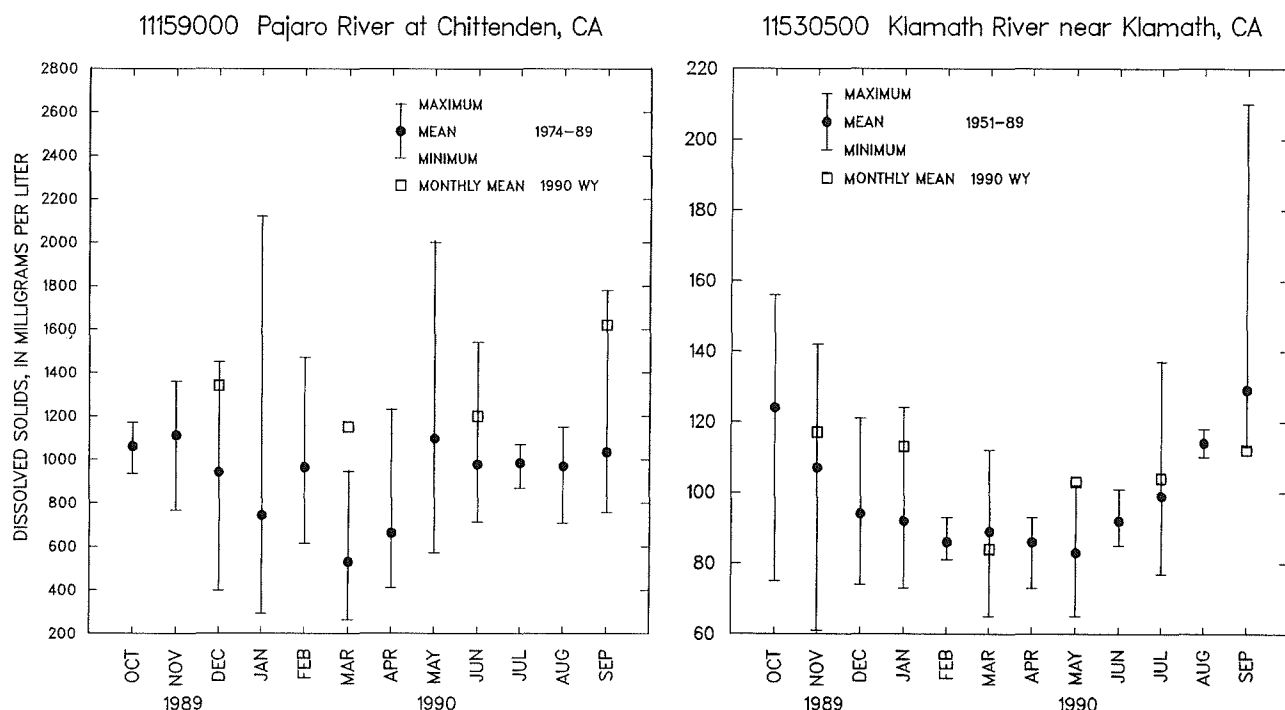 11159000 Pajaro River at Chittenden, CA
DISSOLVED SOLIDS, IN MILLIGRAMS PER LITER
2800
2600
2400
2200
2000
1800
1600
1400
1200
1000
800
600
400
200
MAXIMUM
MEAN 1974-89
MINIMUM
MONTHLY MEAN 1990 WY
OCT NOV DEC JAN FEB MAR APR MAY JUN JUL AUG SEP
1989 1990
11530500 Klamath River near Klamath, CA
220
200
180
160
140
120
100
80
60
MAXIMUM
MEAN 1951-89
MINIMUM
MONTHLY MEAN 1990 WY
OCT NOV DEC JAN FEB MAR APR MAY JUN JUL AUG SEP
1989 1990